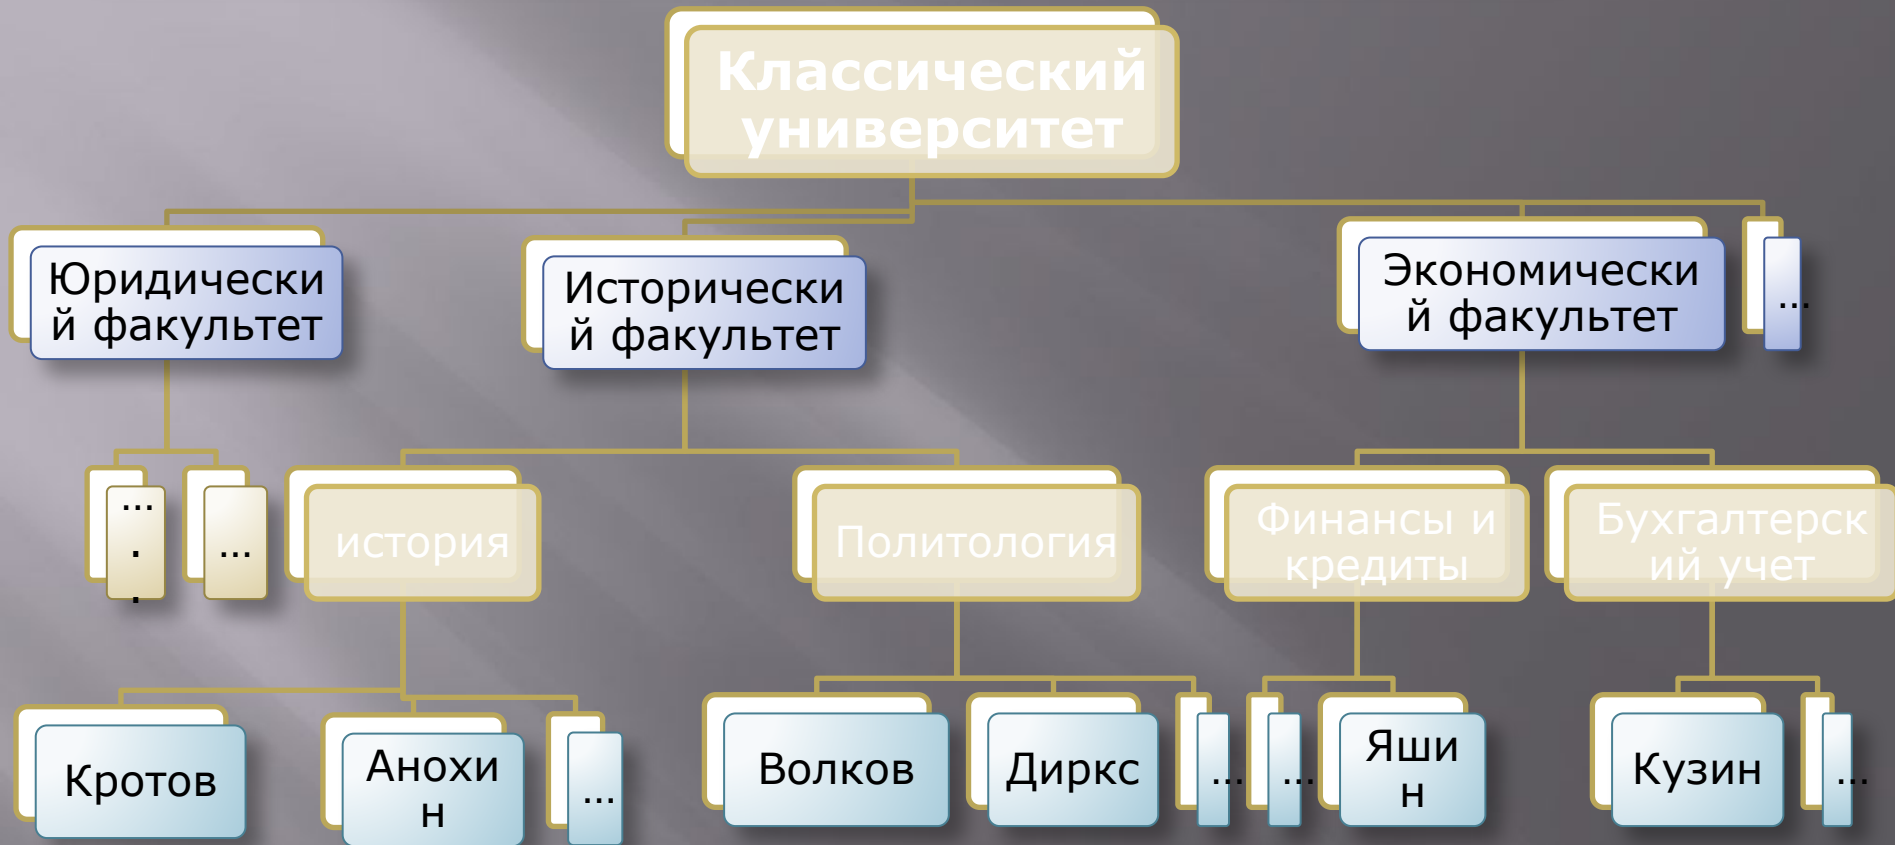 Классический
университет
Юридически
й факультет
Исторически
й факультет
Экономически
й факультет
...
...
.
.
...
история
Политология
Финансы и
кредиты
Бухгалтерск
ий учет
Кротов
Анохи
н
...
Волков
Диркс
...
...
Яши
н
Кузин
...